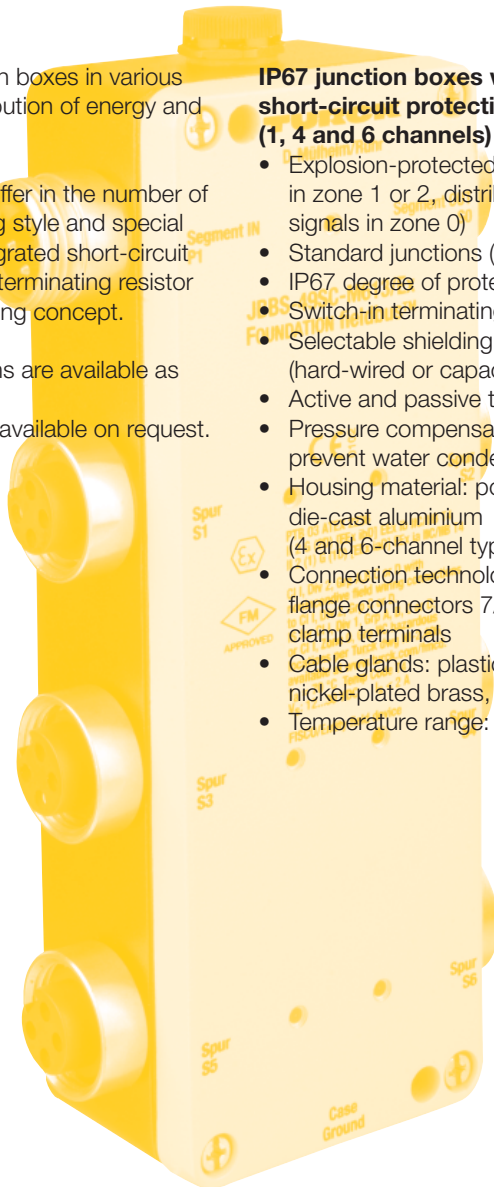 n boxes in various
bution of energy and
ffer in the number of
g style and special
grated short-circuit
terminating resistor
ing concept.
ns are available as
available on request.
IP67 junction boxes w
short-circuit protecti
(1, 4 and 6 channels)
• Explosion-protected
in zone 1 or 2, distri
signals in zone 0)
• Standard junctions (
• IP67 degree of prote
• Switch-in terminatin
• Selectable shielding
(hard-wired or capac
• Active and passive t
• Pressure compensa
prevent water conde
• Housing material: po
die-cast aluminium
(4 and 6-channel typ
• Connection technolo
flange connectors 7/
clamp terminals
• Cable glands: plastic
nickel-plated brass,
• Temperature range:
Segment IN
P1
Spur
S1
FM
APPROVED
Spur
S3
Spur
S5
Spur
S6
Case
Ground